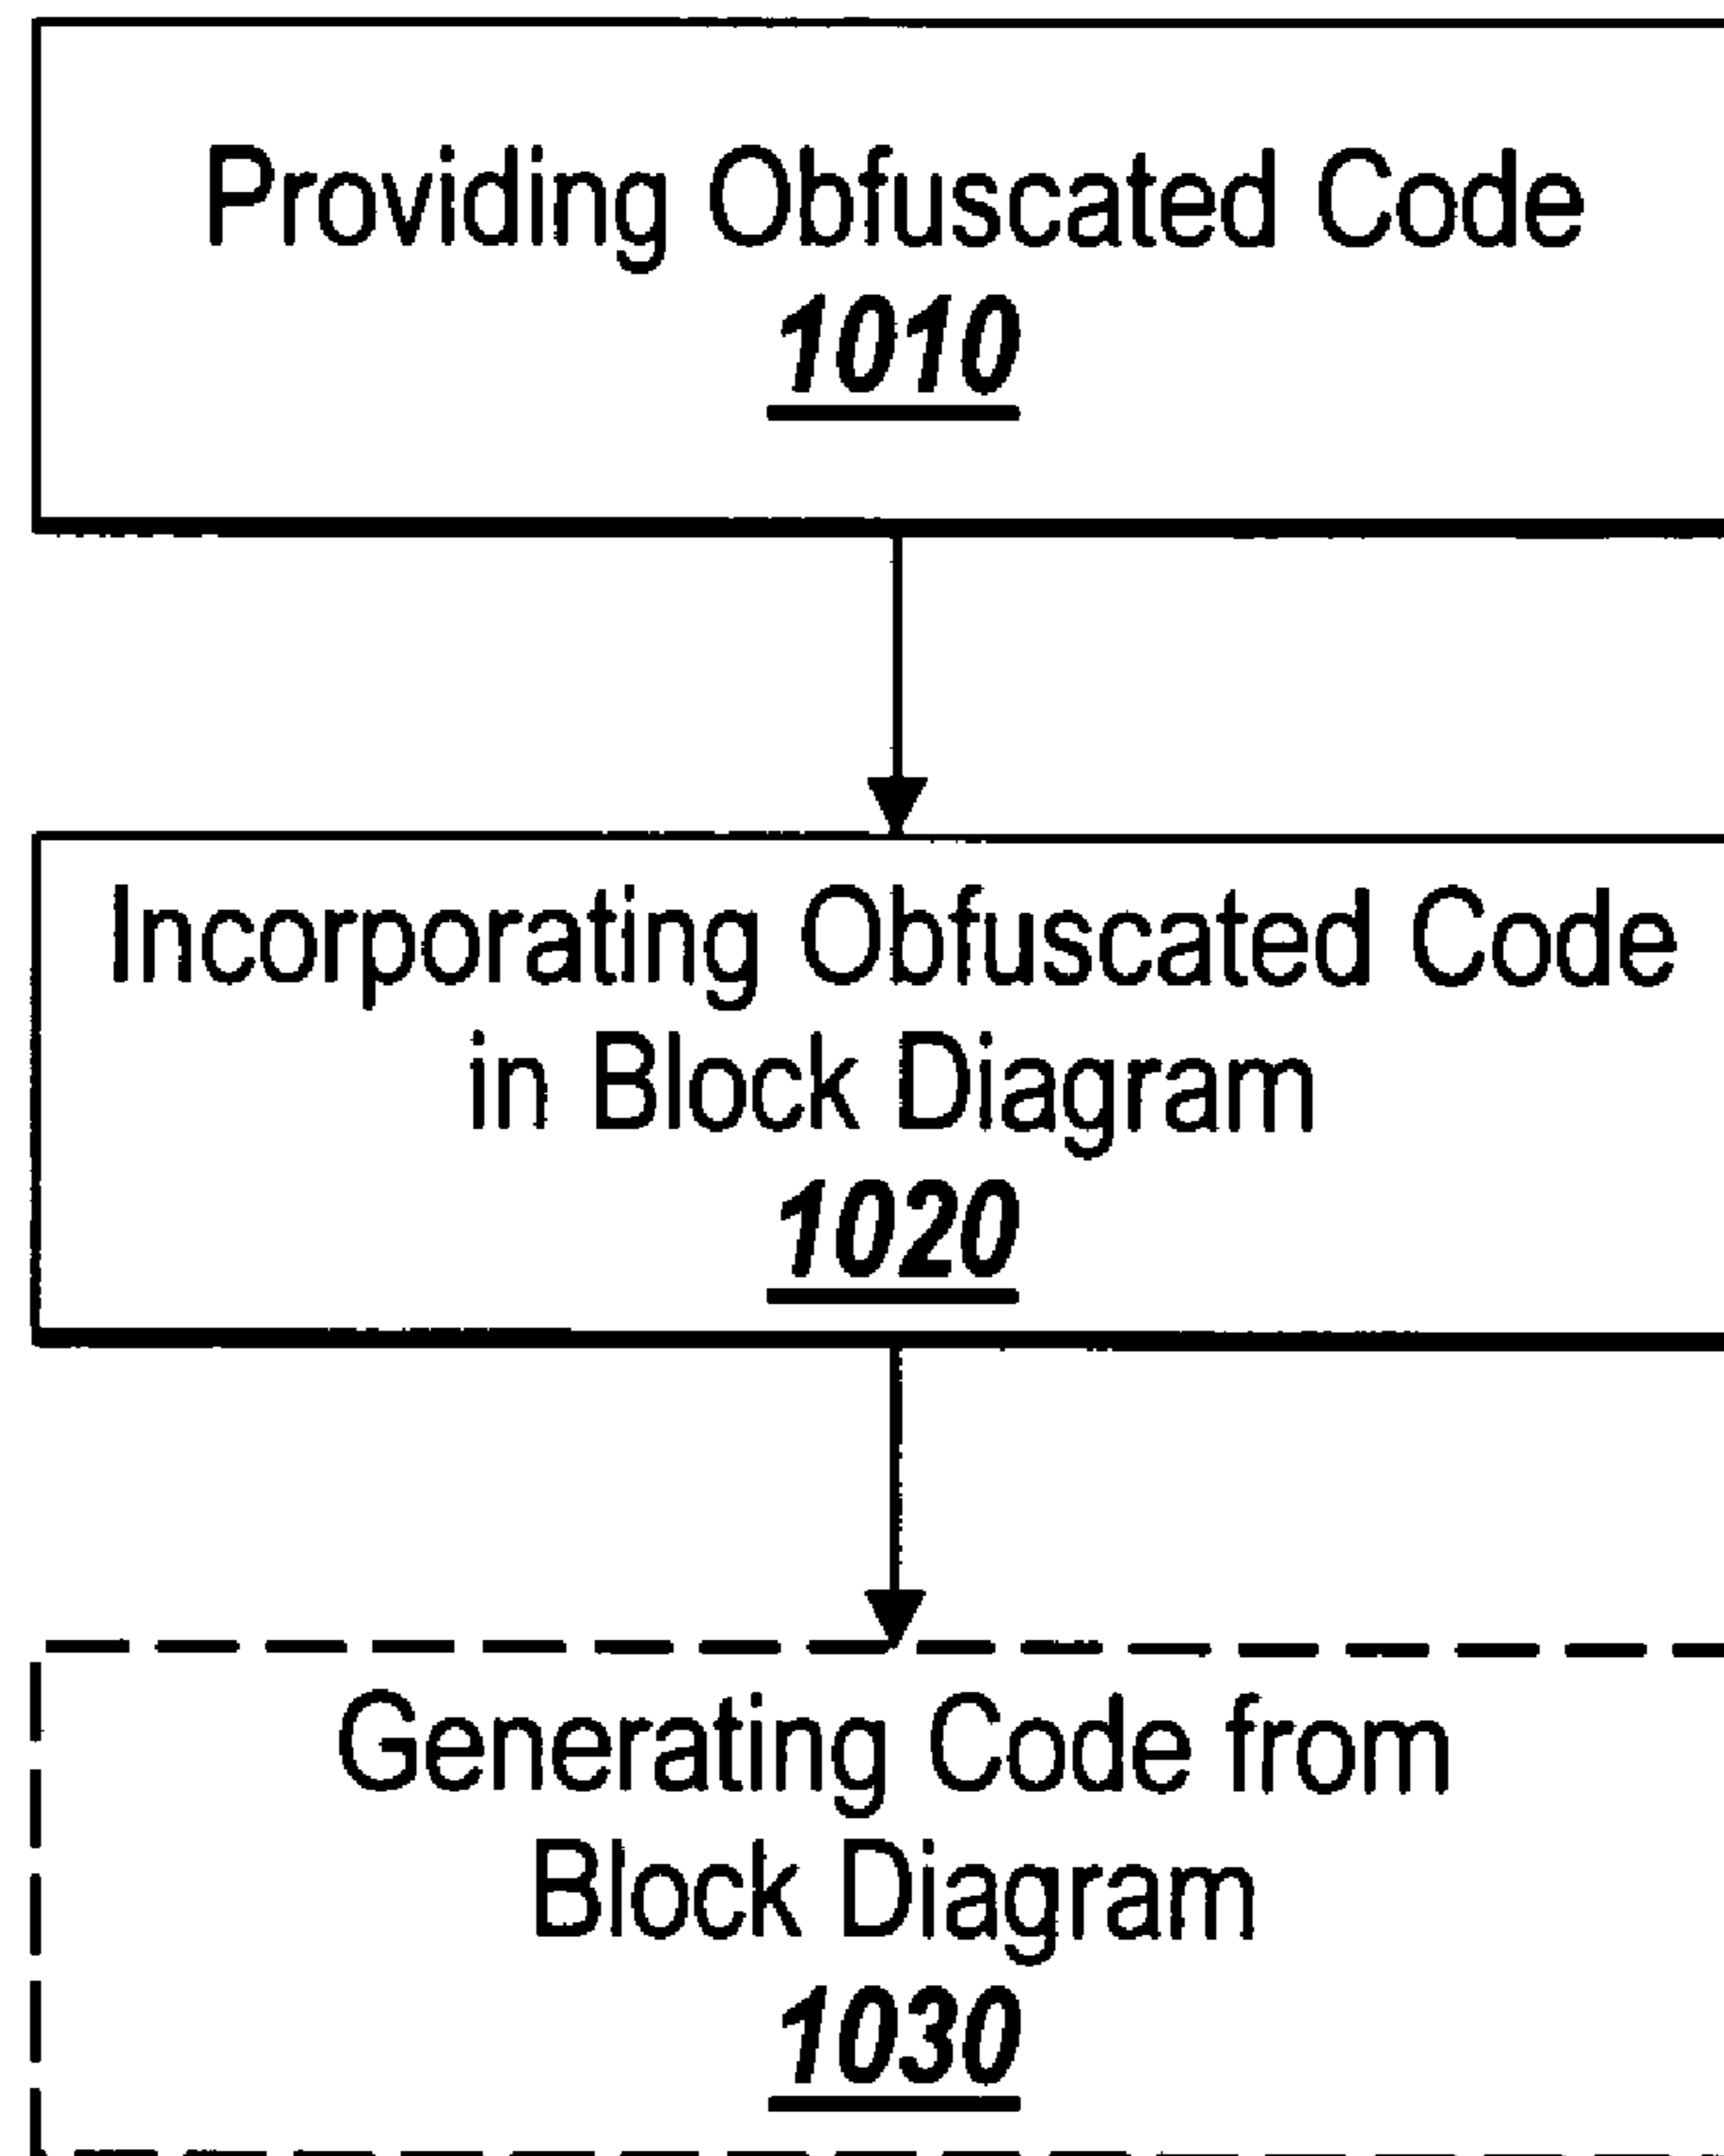 Providing Obfuscated Code
1010
Incorporating Obfuscated Code
in Block Diagram
1020
Generating Code from
Block Diagram
1030